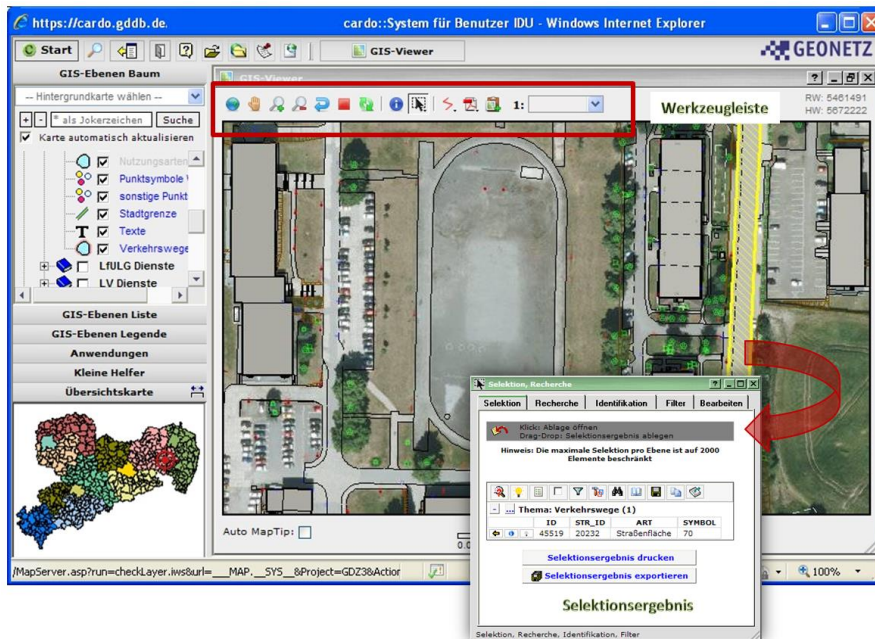 https://cardo.gddb.de.
cardo::System für Benutzer IDU - Windows Internet Explorer
Start
GIS-Viewer
GEONETZ
GIS-Ebenen Baum
-- Hintergrundkarte wählen --
+ - * als Jokerzeichen Suche
Karte automatisch aktualisieren
Nutzungsarten
Punktsymbole
sonstige Punkt
Stadtgrenze
T Texte
Verkehrswege
LfULG Dienste
LV Dienste
GIS-Ebenen Liste
GIS-Ebenen Legende
Anwendungen
Kleine Helfer
Übersichtskarte
GIS-Viewer
1:
Werkzeugleiste
RW: 5461491
HW: 5672222
Auto MapTip:
0.0
Selektion, Recherche
Selektion Recherche Identifikation Filter Bearbeiten
Klick: Ablage öffnen
Drag-Drop: Selektionsergebnis ablegen
Hinweis: Die maximale Selektion pro Ebene ist auf 2000
Elemente beschränkt
- ... Thema: Verkehrswege (1)
ID STR_ID ART SYMBOL
45519 20232 Straßenfläche 70
Selektionsergebnis drucken
Selektionsergebnis exportieren
Selektionsergebnis
Selektion, Recherche, Identifikation, Filter
/MapServer.asp?run=checkLayer.iws&url=___MAP.__SYS__&Project=GDZ3&Action
100%